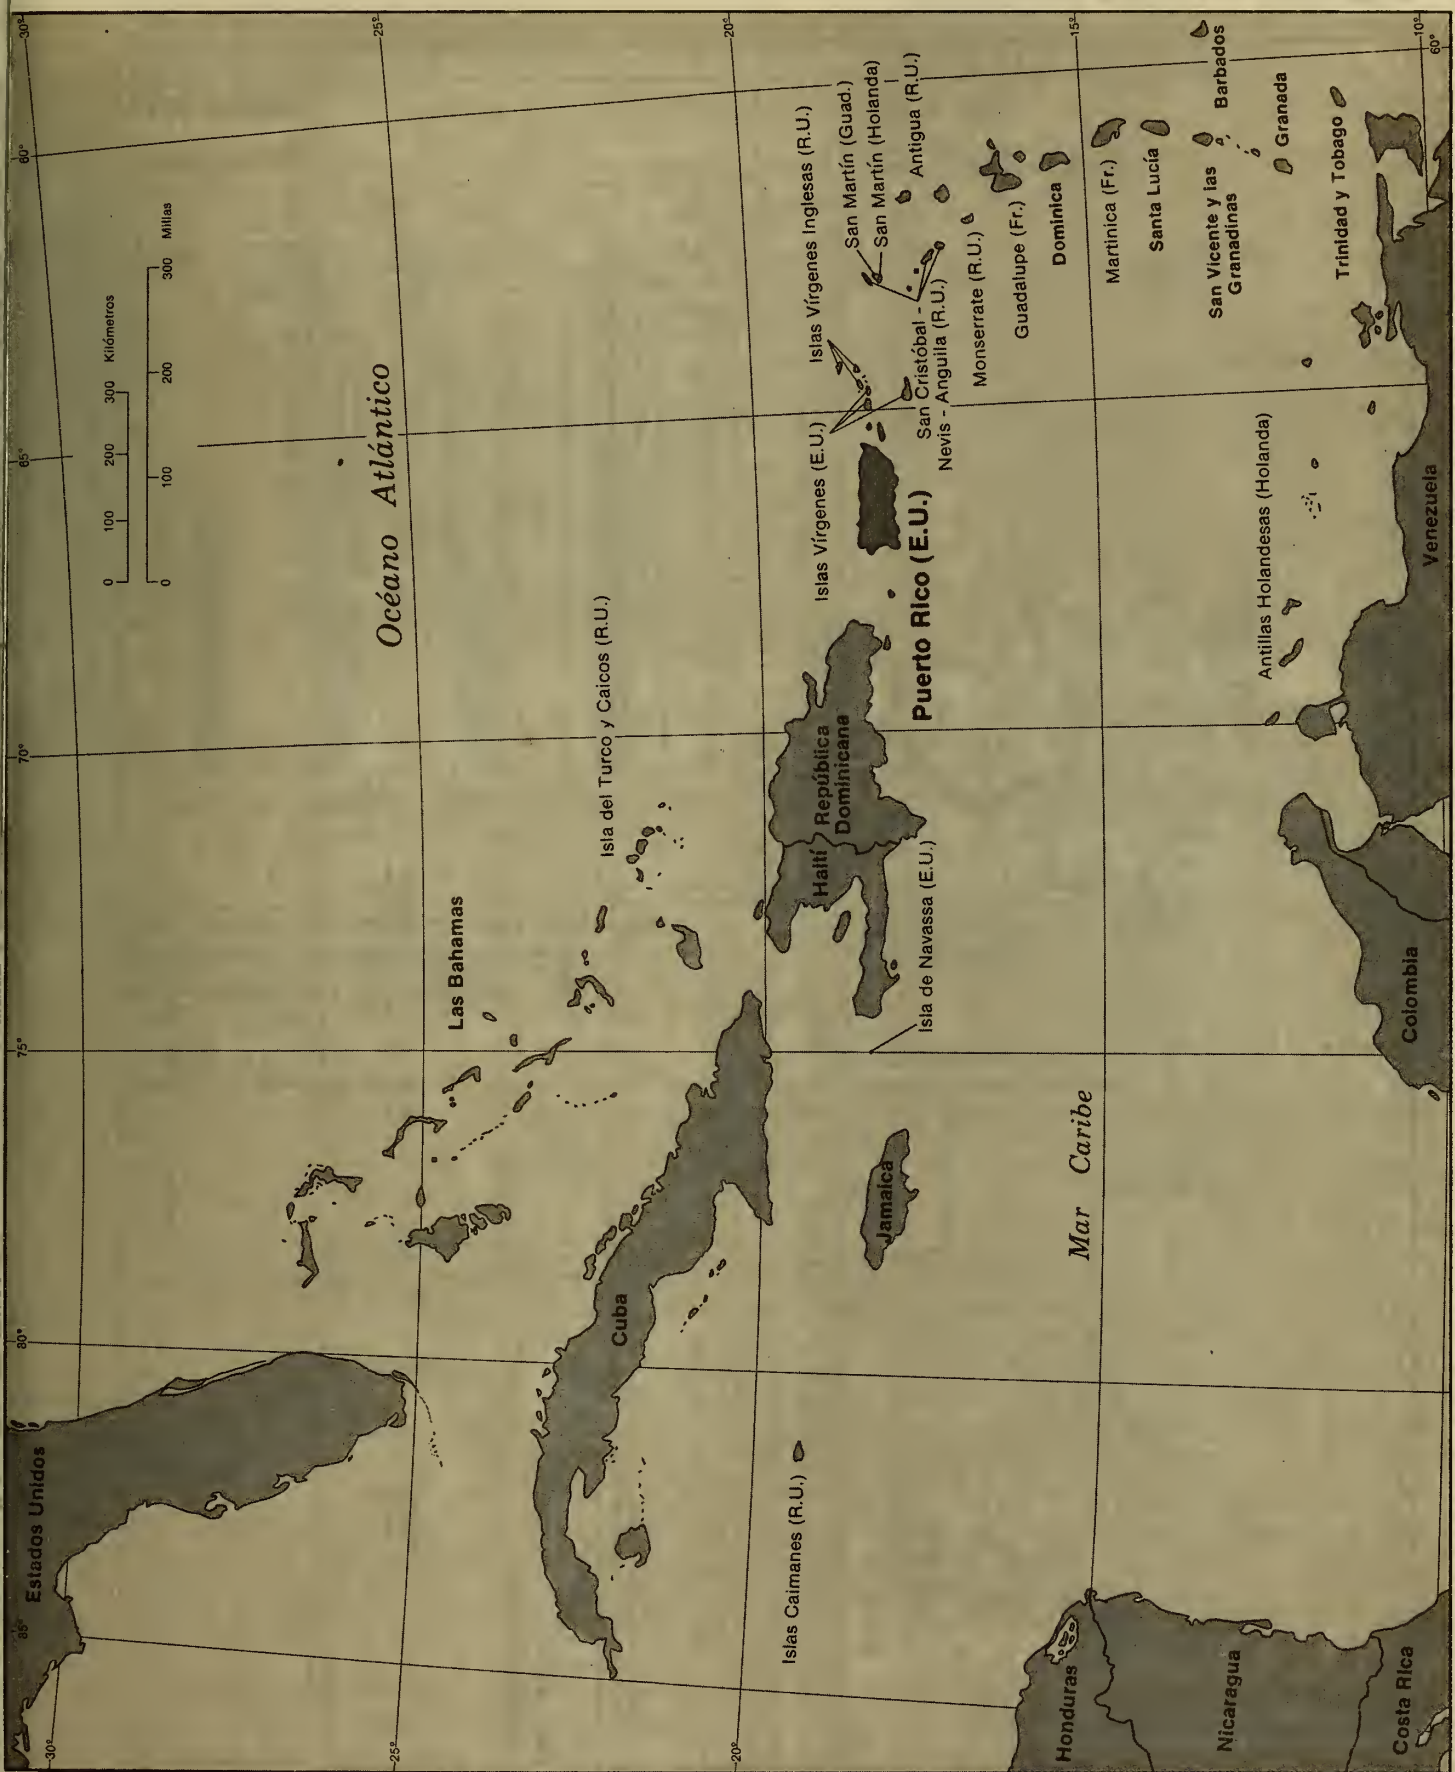 85°
80°
75°
70°
65°
60°
30°
30°
Estados Unidos
0 100 200 300 Kilómetros
0 100 200 300 Millas
25°
25°
Océano Atlántico
Las Bahamas
Isla del Turco y Caicos (R.U.)
Cuba
20°
20°
Islas Caimanes (R.U.)
Haití
República
Dominicana
Islas Vírgenes (E.U.)
Islas Vírgenes Inglesas (R.U.)
San Martín (Guad.)
San Martín (Holanda)
Antigua (R.U.)
Jamaica
Isla de Navassa (E.U.)
Puerto Rico (E.U.)
San Cristóbal -
Nevis - Anguila (R.U.)
Monserrate (R.U.)
Guadalupe (Fr.)
Dominica
15°
Mar Caribe
Martinica (Fr.)
Santa Lucía
San Vicente y las
Granadinas
Barbados
Granada
Antillas Holandesas (Holanda)
Trinidad y Tobago
Honduras
Nicaragua
Costa Rica
Colombia
Venezuela
10°
60°